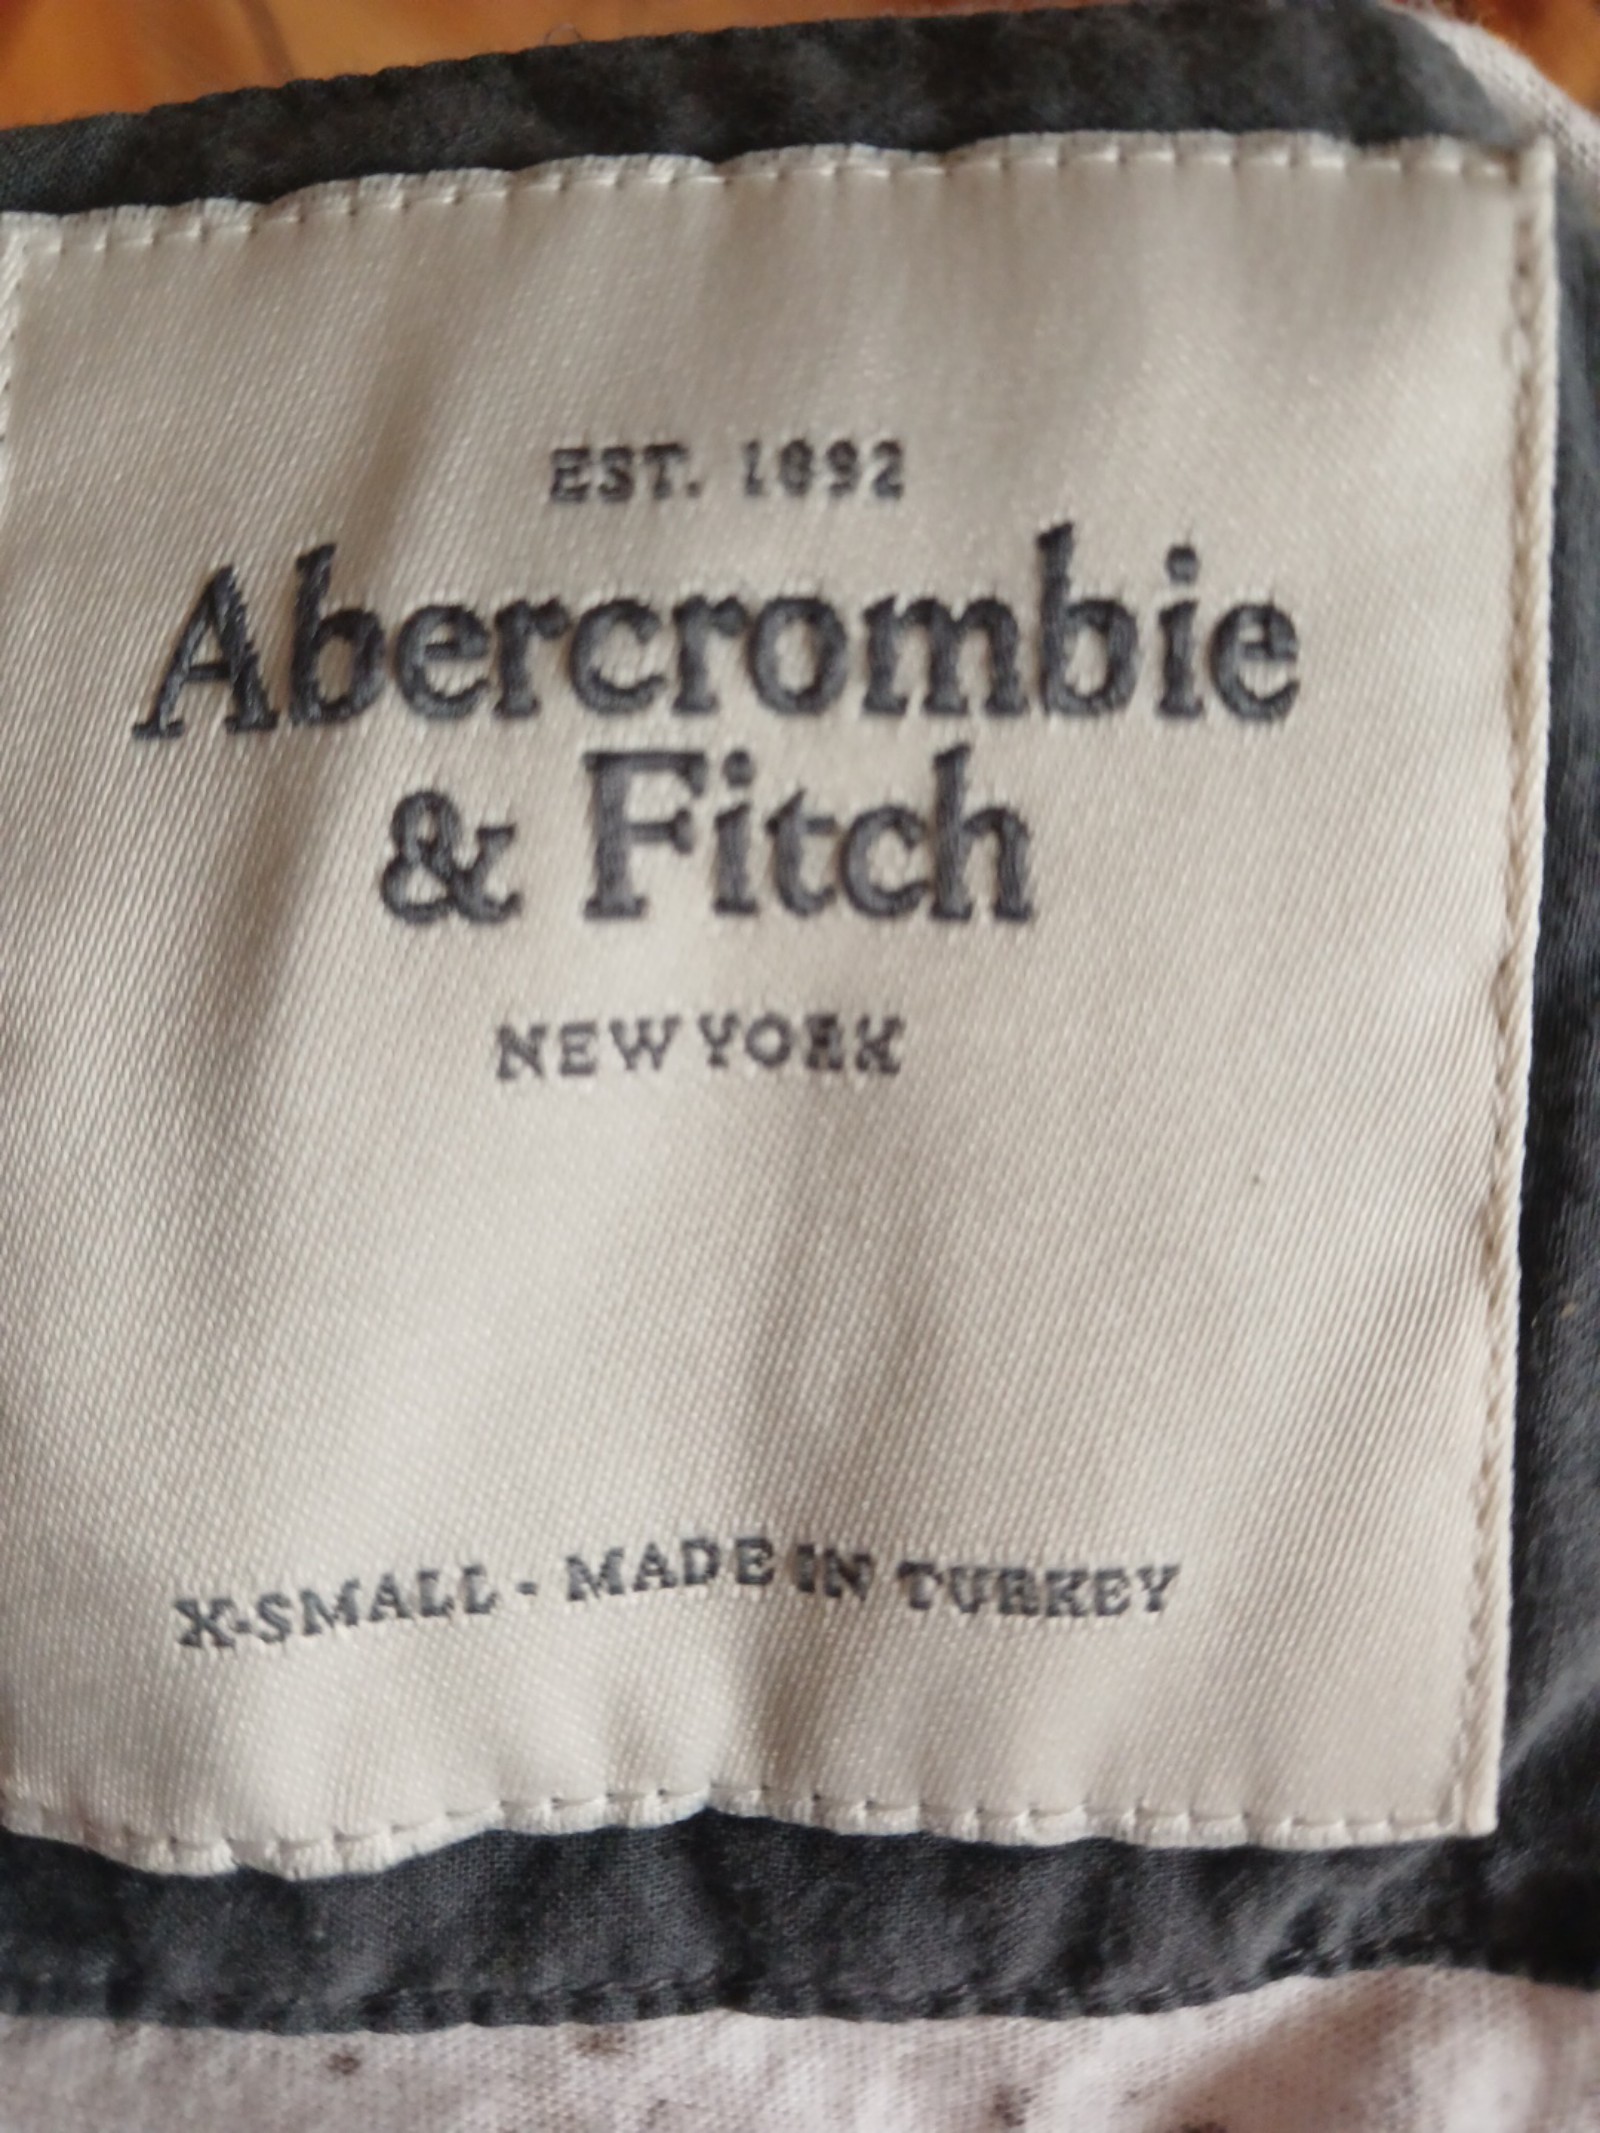 EST. 1892
Abercrombie
& Fitch
NEW YORK
X-SMALL - MADE IN TURKEY